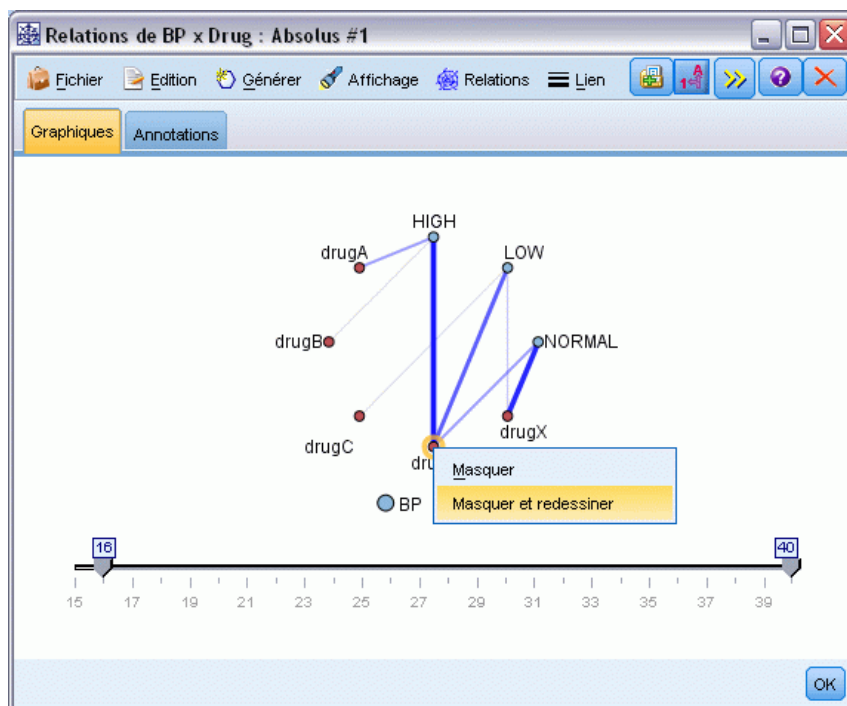 Relations de BP x Drug : Absolus #1
Fichier Edition Générer Affichage Relations Lien
Graphiques Annotations
HIGH
drugA LOW
drugB NORMAL
drugC drugX
Masquer
BP Masquer et redessiner
16 40
15 17 19 21 23 25 27 29 31 33 35 37 39
OK